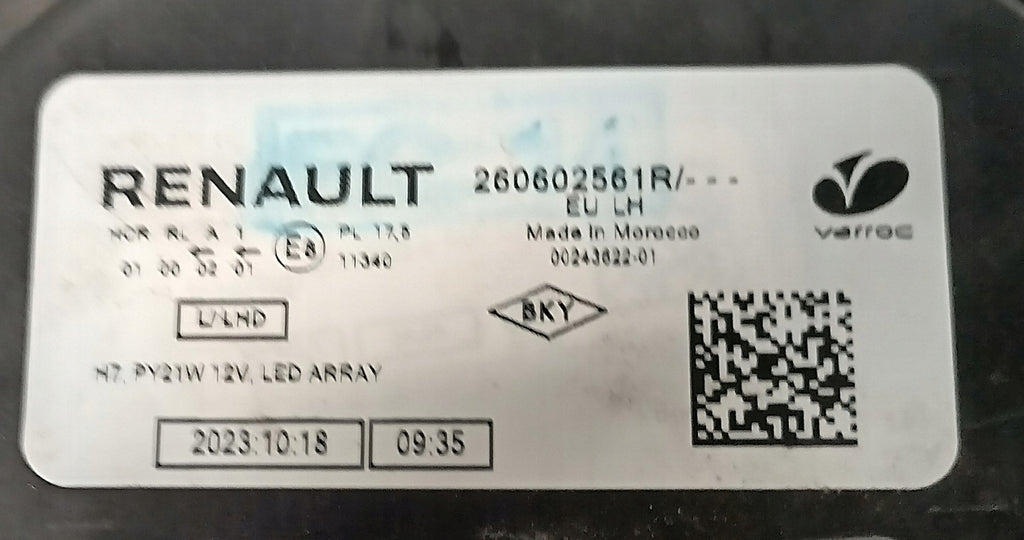 RENAULT
260602561R/---
EU LH
Made In Morocco
00243622-01
HCR RL A 1
01 00 02 01
E8
PL 17,5
11340
L/LHD
BKY
H7, PY21W 12V, LED ARRAY
2023:10:18
09:35
varroc